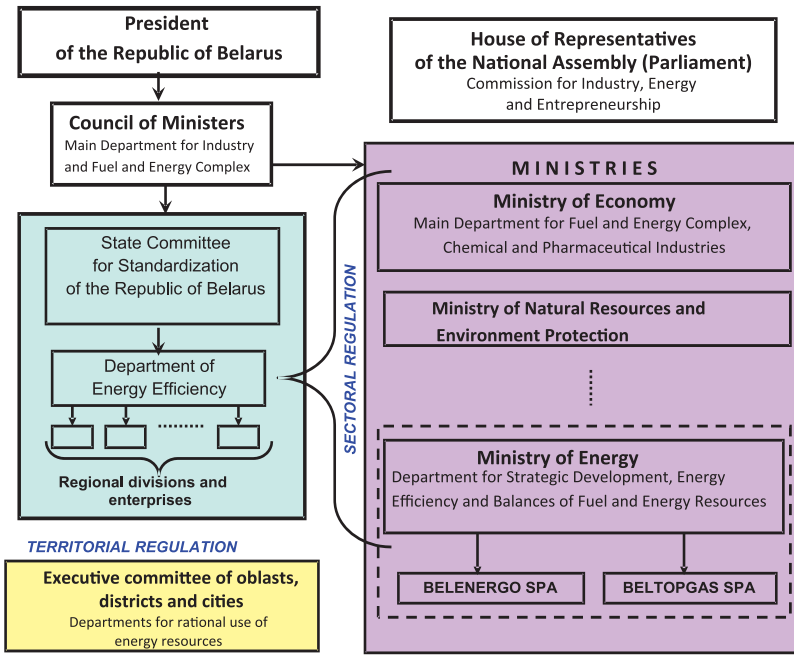 President
of the Republic of Belarus
House of Representatives
of the National Assembly (Parliament)
Commission for Industry, Energy
and Entrepreneurship
Council of Ministers
Main Department for Industry
and Fuel and Energy Complex
MINISTRIES
Ministry of Economy
Main Department for Fuel and Energy Complex,
Chemical and Pharmaceutical Industries
State Committee
for Standardization
of the Republic of Belarus
Ministry of Natural Resources and
Environment Protection
SECTORAL REGULATION
Department of
Energy Efficiency
Regional divisions and
enterprises
Ministry of Energy
Department for Strategic Development, Energy
Efficiency and Balances of Fuel and Energy Resources
BELENERGO SPA
BELTOPGAS SPA
TERRITORIAL REGULATION
Executive committee of oblasts,
districts and cities
Departments for rational use of
energy resources